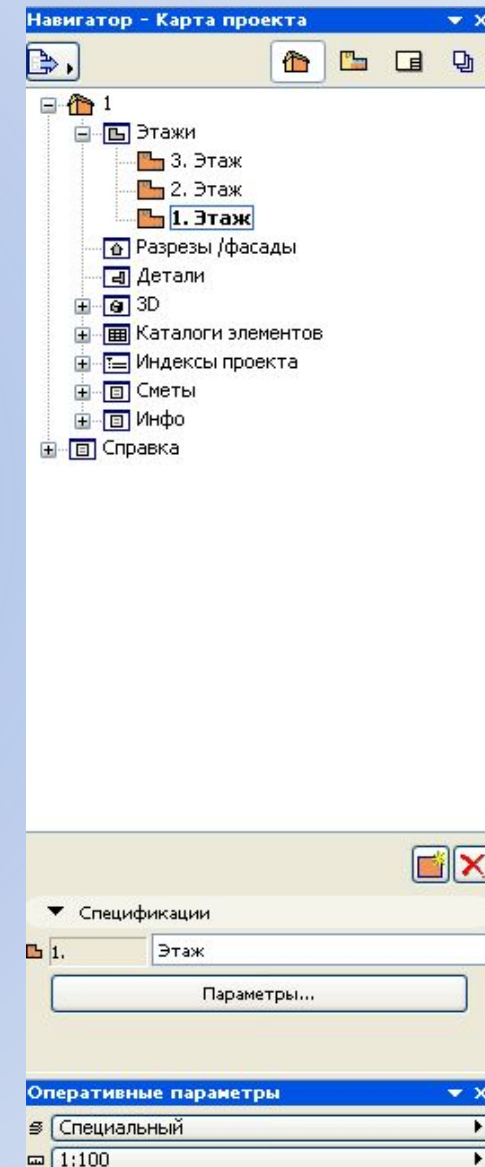 Навигатор - Карта проекта
1
Этажи
3. Этаж
2. Этаж
1. Этаж
Разрезы /фасады
Детали
3D
Каталоги элементов
Индексы проекта
Сметы
Инфо
Справка
Спецификации
1. Этаж
Параметры...
Оперативные параметры
Специальный
1:100